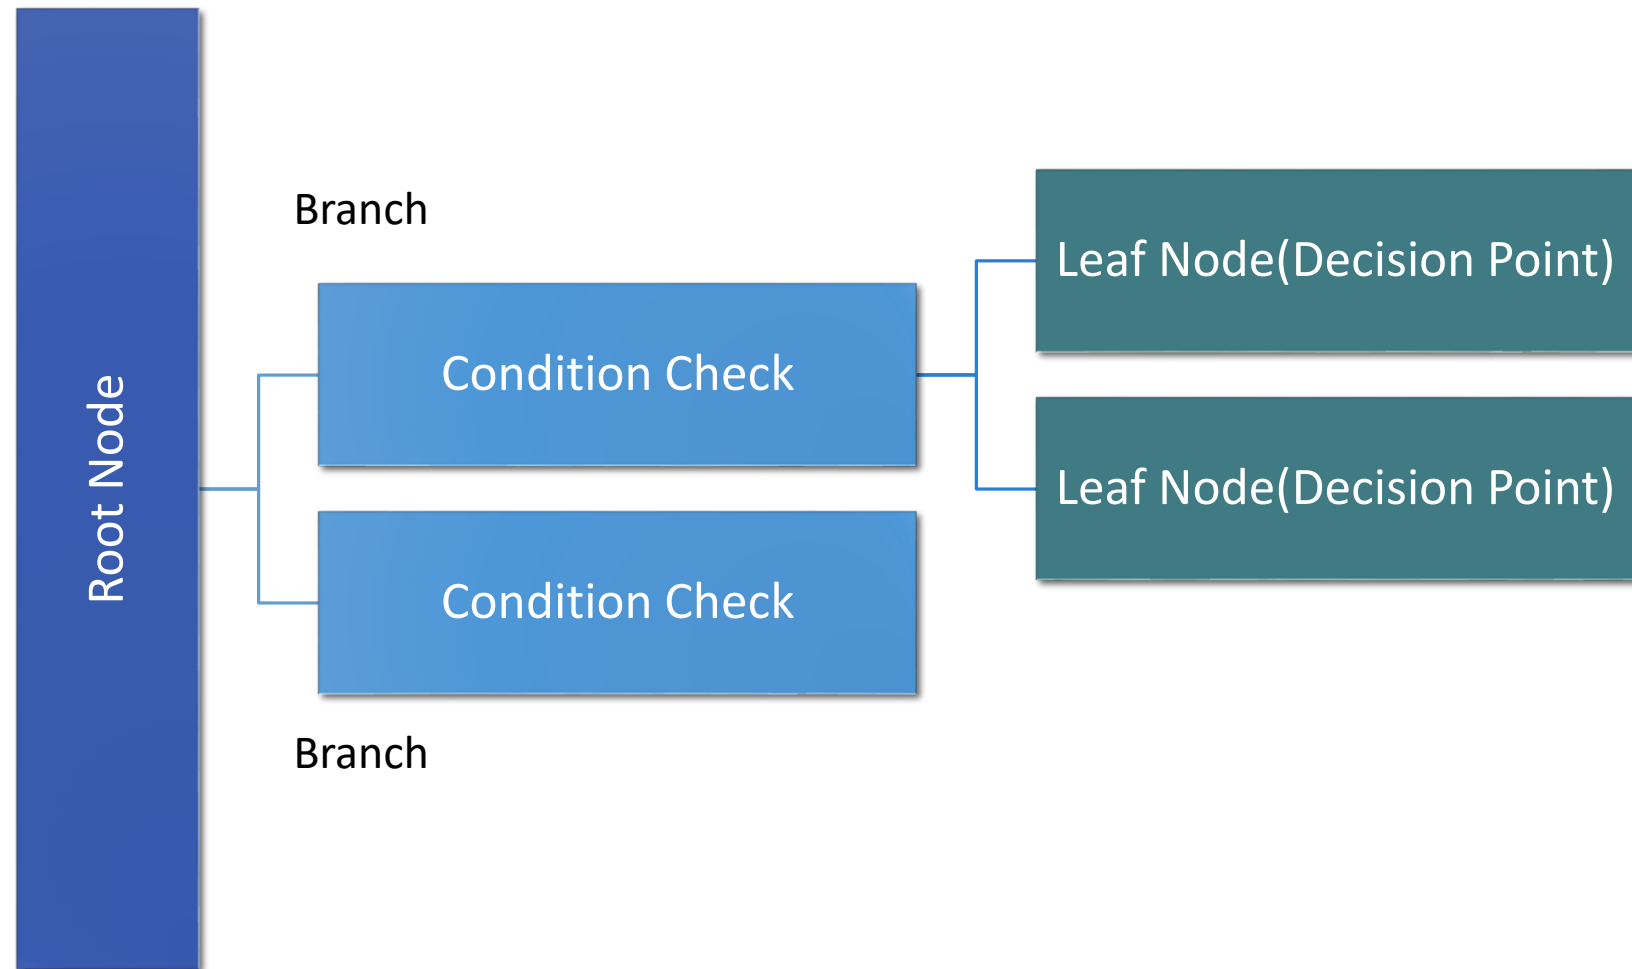 Root Node
Branch
Condition Check
Condition Check
Branch
Leaf Node(Decision Point)
Leaf Node(Decision Point)